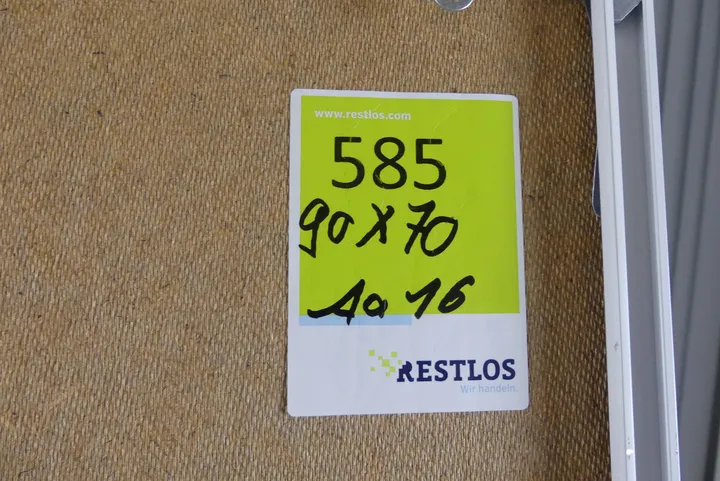 www.restlos.com
585
90 X 70
Aa 16
RESTLOS
Wir handeln.